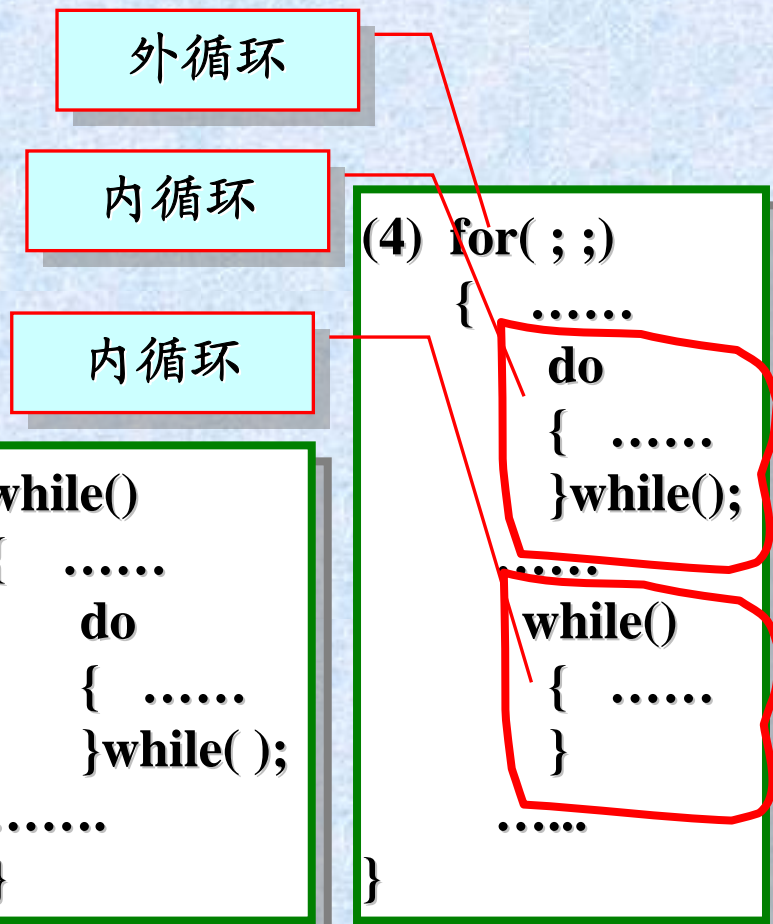 外循环
内循环
内循环
while()
{ ……
do
{ ……
}while( );
…….
}
(4) for( ; ;)
{ ……
do
{ ……
}while();
……
while()
{ ……
}
…...
}